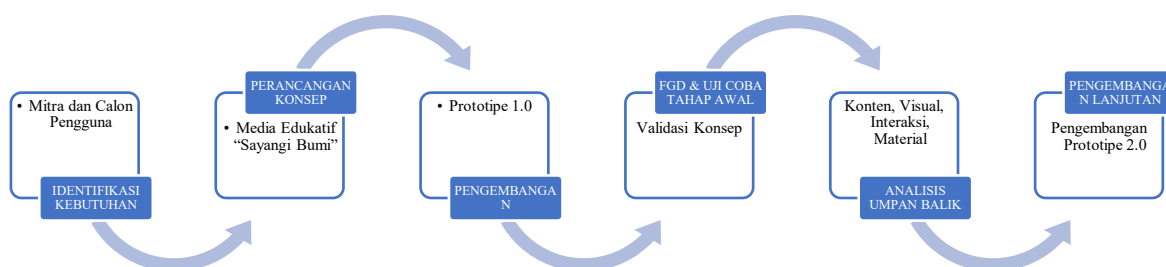 • Mitra dan Calon
Pengguna
IDENTIFIKASI
KEBUTUHAN
PERANCANGAN
KONSEP
• Media Edukatif
“Sayangi Bumi”
• Prototipe 1.0
PENGEMBANGA
N
FGD & UJI COBA
TAHAP AWAL
Validasi Konsep
Konten, Visual,
Interaksi,
Material
ANALISIS
UMPAN BALIK
PENGEMBANGA
N LANJUTAN
Pengembangan
Prototipe 2.0